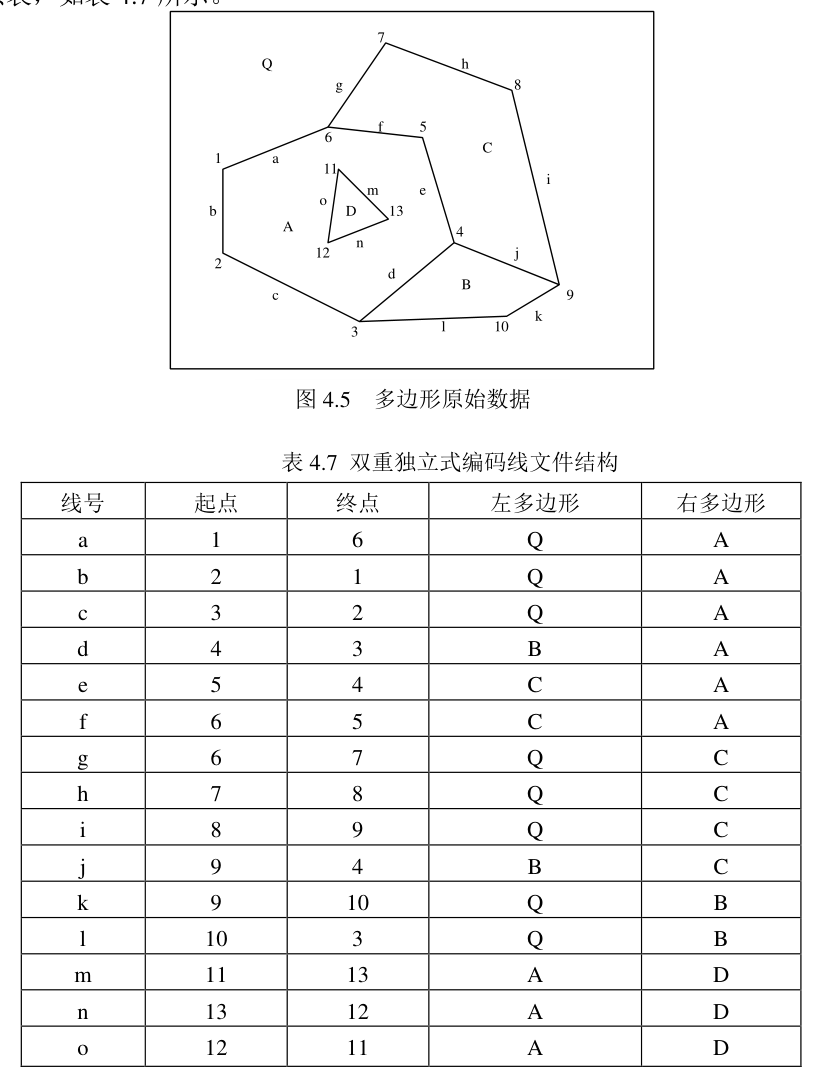 表，如表 4.7 所示。
7
Q
h
g
8
6
f
5
C
1
a
11
m
e
i
b
o
D
13
A
12
n
4
j
2
d
B
c
9
3
l
10
k
图 4.5 多边形原始数据
表 4.7 双重独立式编码线文件结构
线号 起点 终点 左多边形 右多边形
a 1 6 Q A
b 2 1 Q A
c 3 2 Q A
d 4 3 B A
e 5 4 C A
f 6 5 C A
g 6 7 Q C
h 7 8 Q C
i 8 9 Q C
j 9 4 B C
k 9 10 Q B
l 10 3 Q B
m 11 13 A D
n 13 12 A D
o 12 11 A D